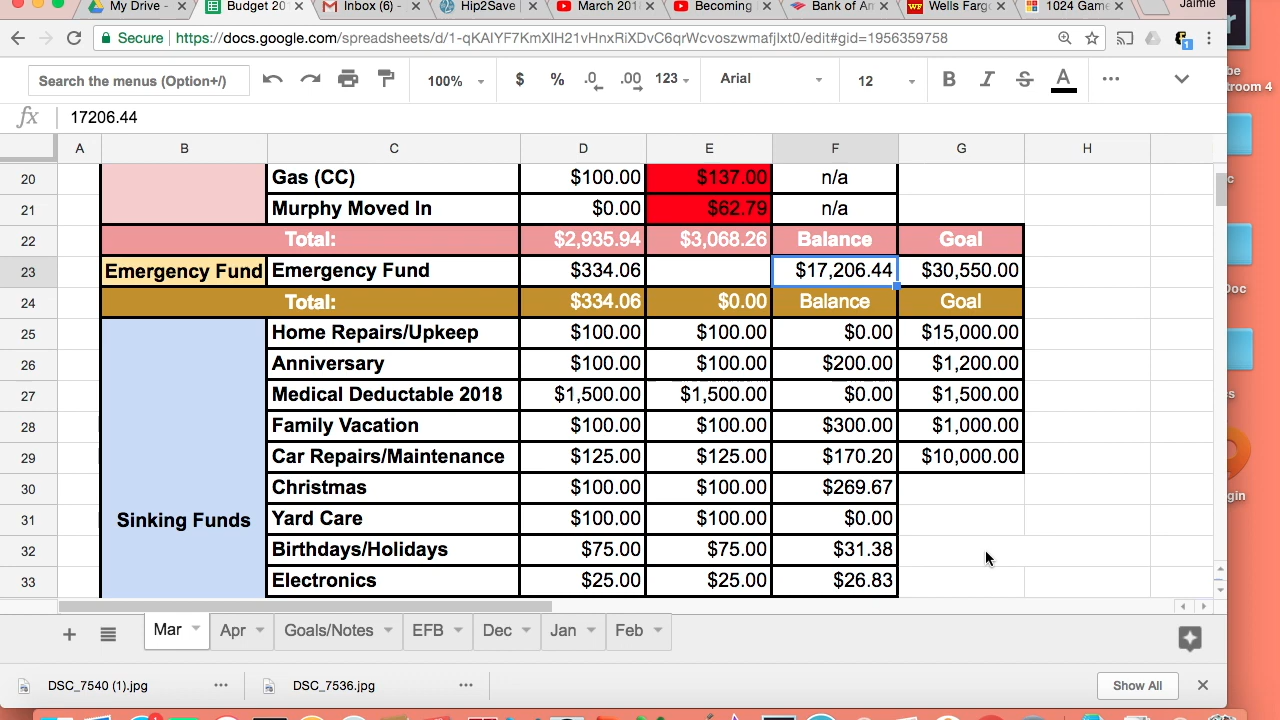 My Drive -
Budget 20
Inbox (6) -
Hip2Save
March 201
Becoming
Bank of Am
Wells Farg
1024 Game
Jaimie
Secure https://docs.google.com/spreadsheets/d/1-qKAIYF7YmXIH21vHnxRiXDvC6qrWcvoszwmafjlxt0/edit#gid=1956359758
1
Search the menus (Option+/)
100%
$
%
.0
.00
123
Arial
12
B
I
S
A
fx
17206.44
A B C D E F G H
20 Gas (CC) $100.00 $137.00 n/a
21 Murphy Moved In $0.00 $62.79 n/a
22 Total: $2,935.94 $3,068.26 Balance Goal
23 Emergency Fund Emergency Fund $334.06 $17,206.44 $30,550.00
24 Total: $334.06 $0.00 Balance Goal
25 Home Repairs/Upkeep $100.00 $100.00 $0.00 $15,000.00
26 Anniversary $100.00 $100.00 $200.00 $1,200.00
27 Medical Deductable 2018 $1,500.00 $1,500.00 $0.00 $1,500.00
28 Family Vacation $100.00 $100.00 $300.00 $1,000.00
29 Car Repairs/Maintenance $125.00 $125.00 $170.20 $10,000.00
30 Christmas $100.00 $100.00 $269.67
31 Sinking Funds Yard Care $100.00 $100.00 $0.00
32 Birthdays/Holidays $75.00 $75.00 $31.38
33 Electronics $25.00 $25.00 $26.83
Mar
Apr
Goals/Notes
EFB
Dec
Jan
Feb
DSC_7540 (1).jpg
DSC_7536.jpg
Show All
be
troom 4
c
Doc
s
gin